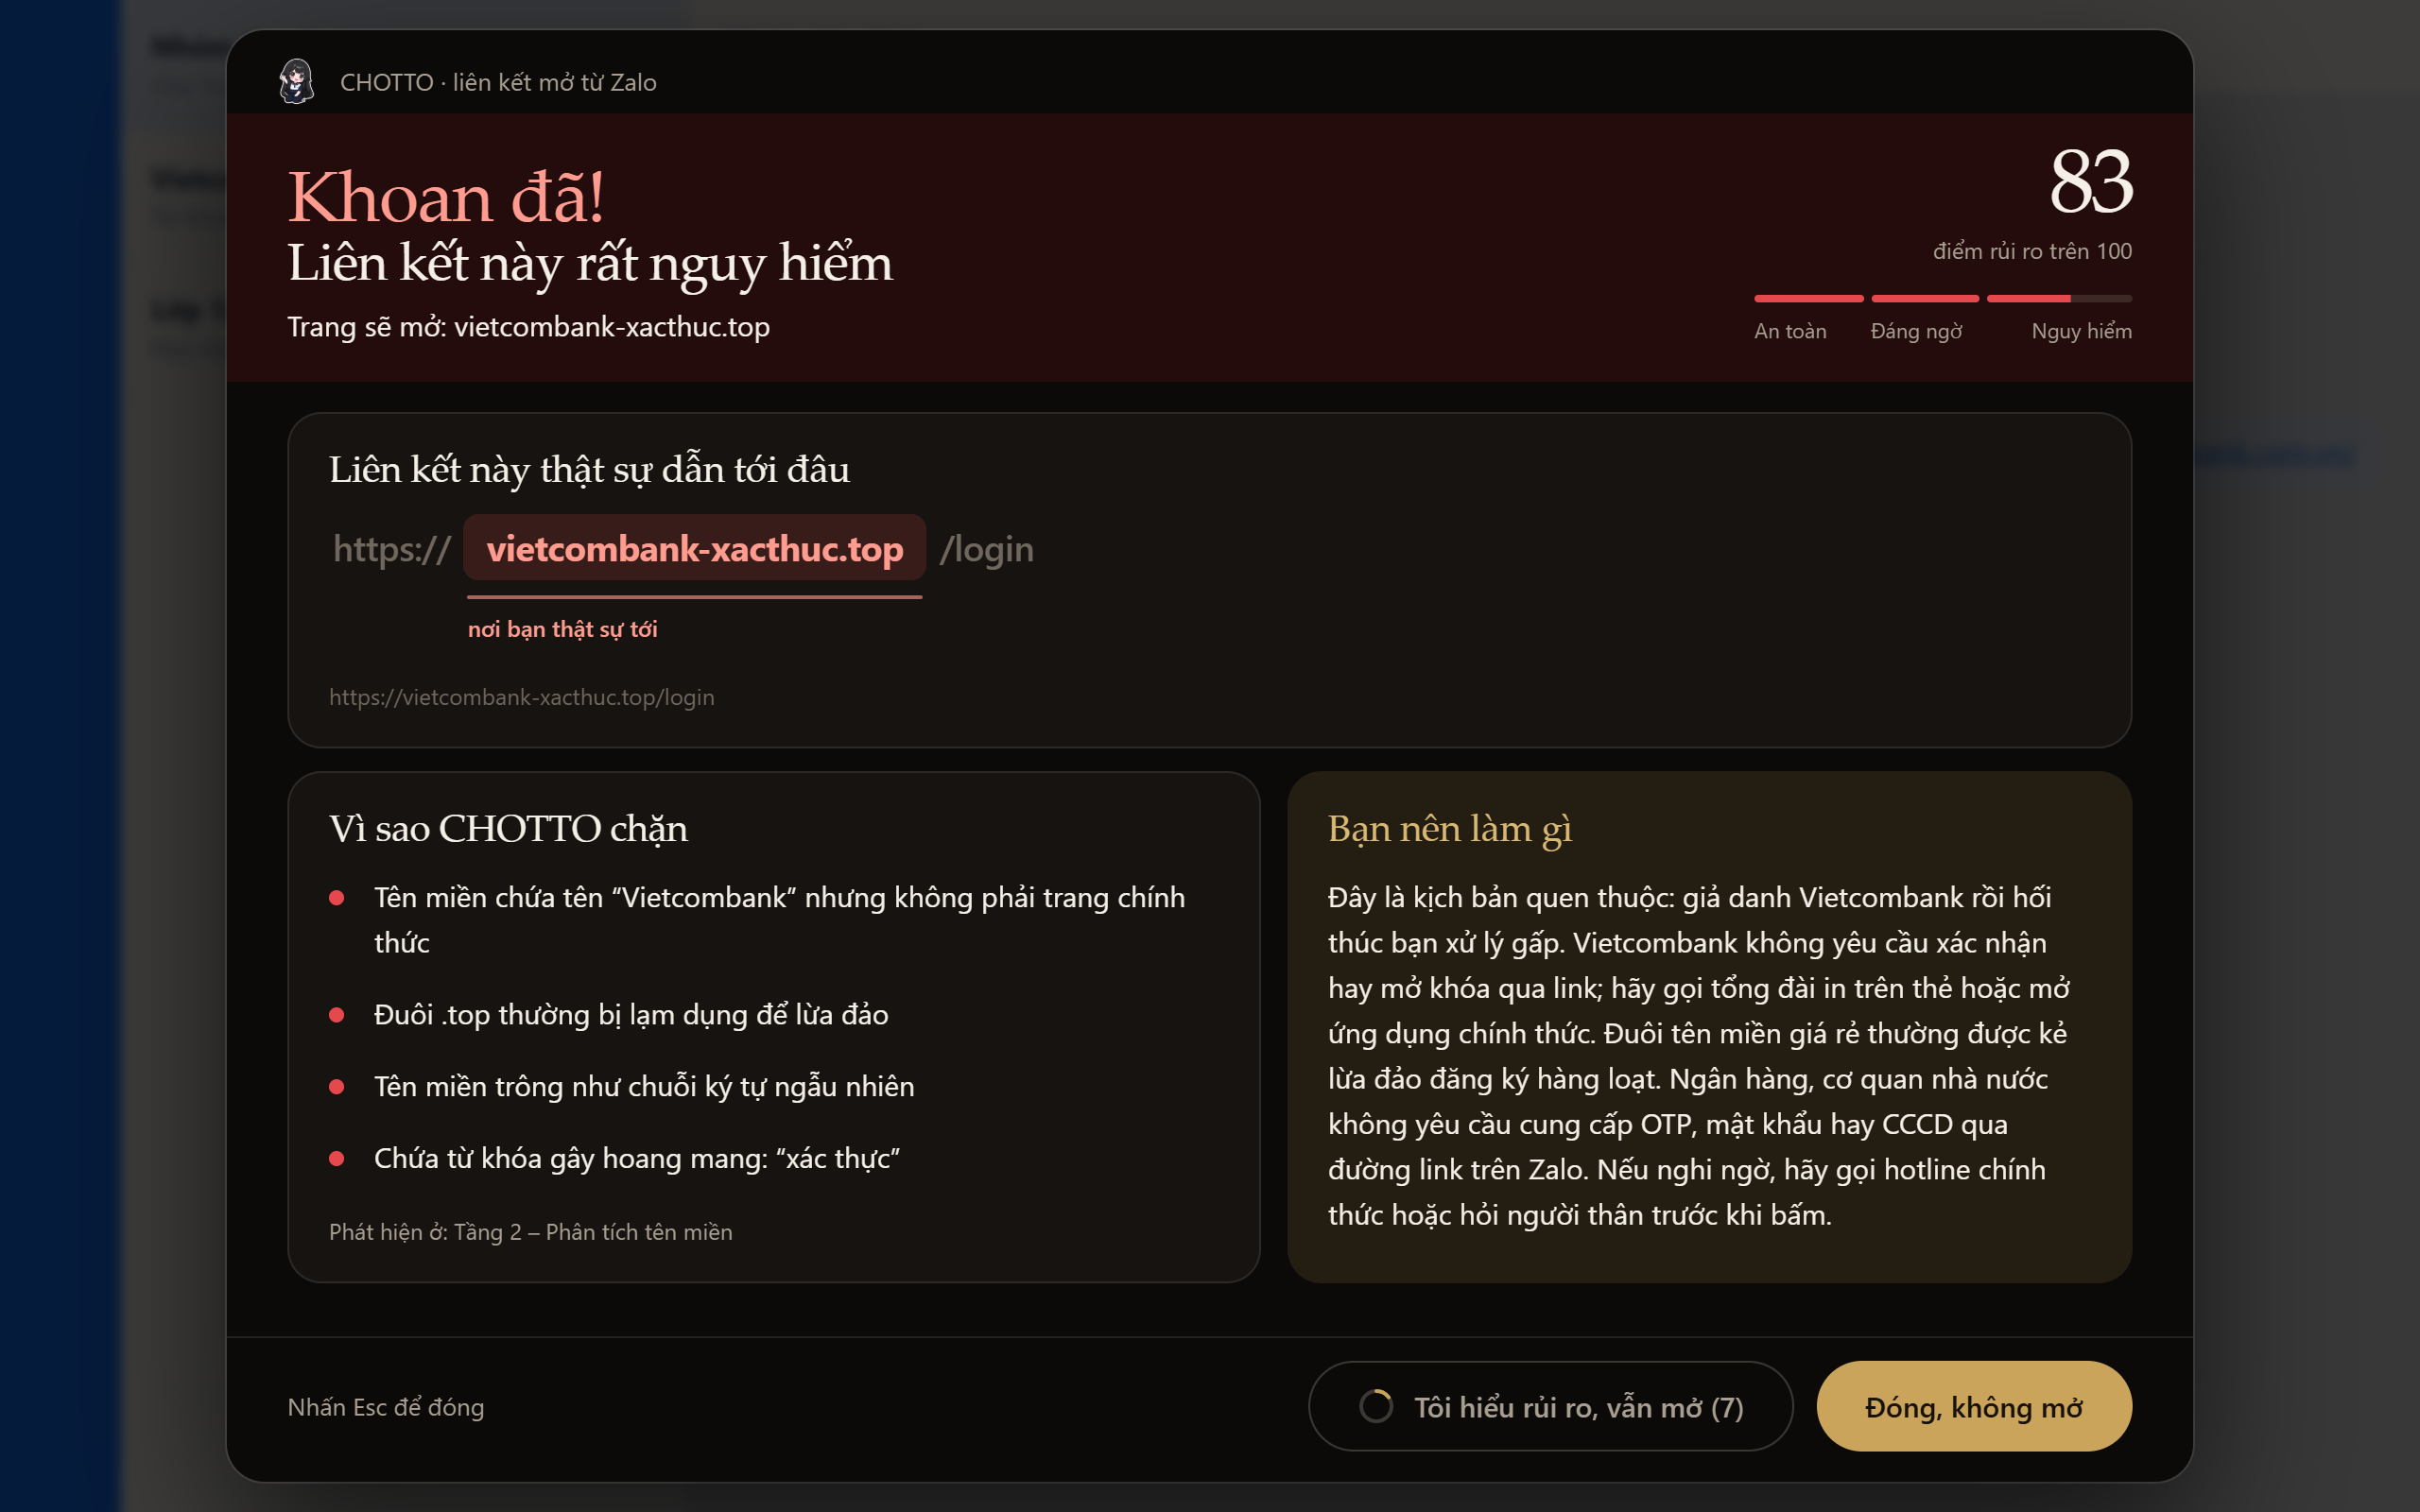 CHOTTO · liên kết mở từ Zalo
Khoan đã!
Liên kết này rất nguy hiểm
Trang sẽ mở: vietcombank-xacthuc.top
83
điểm rủi ro trên 100
An toàn Đáng ngờ Nguy hiểm
Liên kết này thật sự dẫn tới đâu
https:// vietcombank-xacthuc.top /login
nơi bạn thật sự tới
https://vietcombank-xacthuc.top/login
Vì sao CHOTTO chặn
Tên miền chứa tên “Vietcombank” nhưng không phải trang chính
thức
Đuôi .top thường bị lạm dụng để lừa đảo
Tên miền trông như chuỗi ký tự ngẫu nhiên
Chứa từ khóa gây hoang mang: “xác thực”
Phát hiện ở: Tầng 2 – Phân tích tên miền
Bạn nên làm gì
Đây là kịch bản quen thuộc: giả danh Vietcombank rồi hối
thúc bạn xử lý gấp. Vietcombank không yêu cầu xác nhận
hay mở khóa qua link; hãy gọi tổng đài in trên thẻ hoặc mở
ứng dụng chính thức. Đuôi tên miền giá rẻ thường được kẻ
lừa đảo đăng ký hàng loạt. Ngân hàng, cơ quan nhà nước
không yêu cầu cung cấp OTP, mật khẩu hay CCCD qua
đường link trên Zalo. Nếu nghi ngờ, hãy gọi hotline chính
thức hoặc hỏi người thân trước khi bấm.
Nhấn Esc để đóng
Tôi hiểu rủi ro, vẫn mở (7)
Đóng, không mở